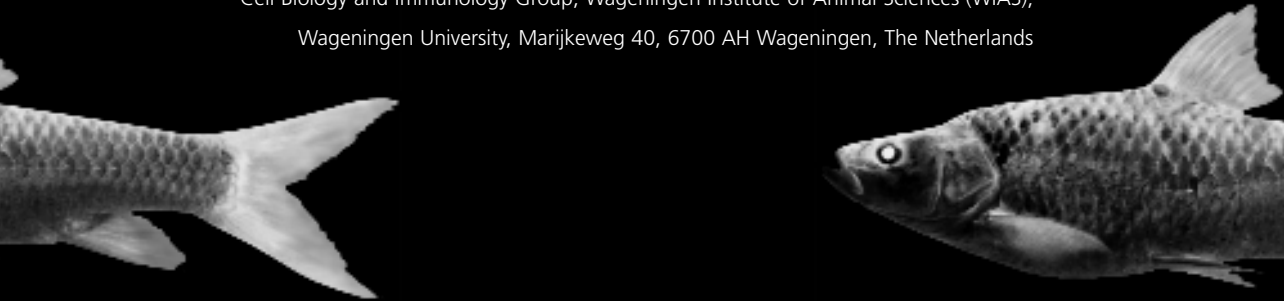 Cell Biology and Immunology Group, Wageningen Institute of Animal Sciences (WIAS),
Wageningen University, Marijkeweg 40, 6700 AH Wageningen, The Netherlands